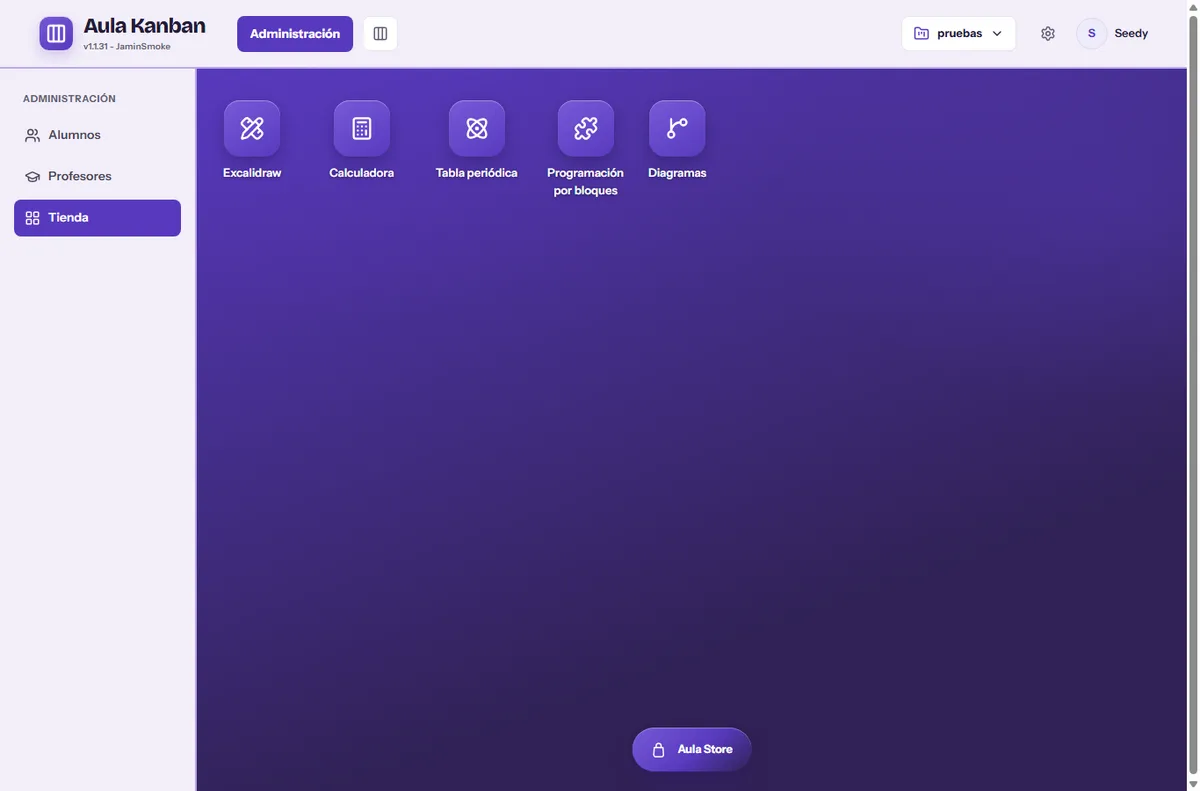 Aula Kanban
v1.1.31 - JaminSmoke
Administración
pruebas
S
Seedy
ADMINISTRACIÓN
Alumnos
Profesores
Tienda
Excalidraw
Calculadora
Tabla periódica
Programación
por bloques
Diagramas
Aula Store